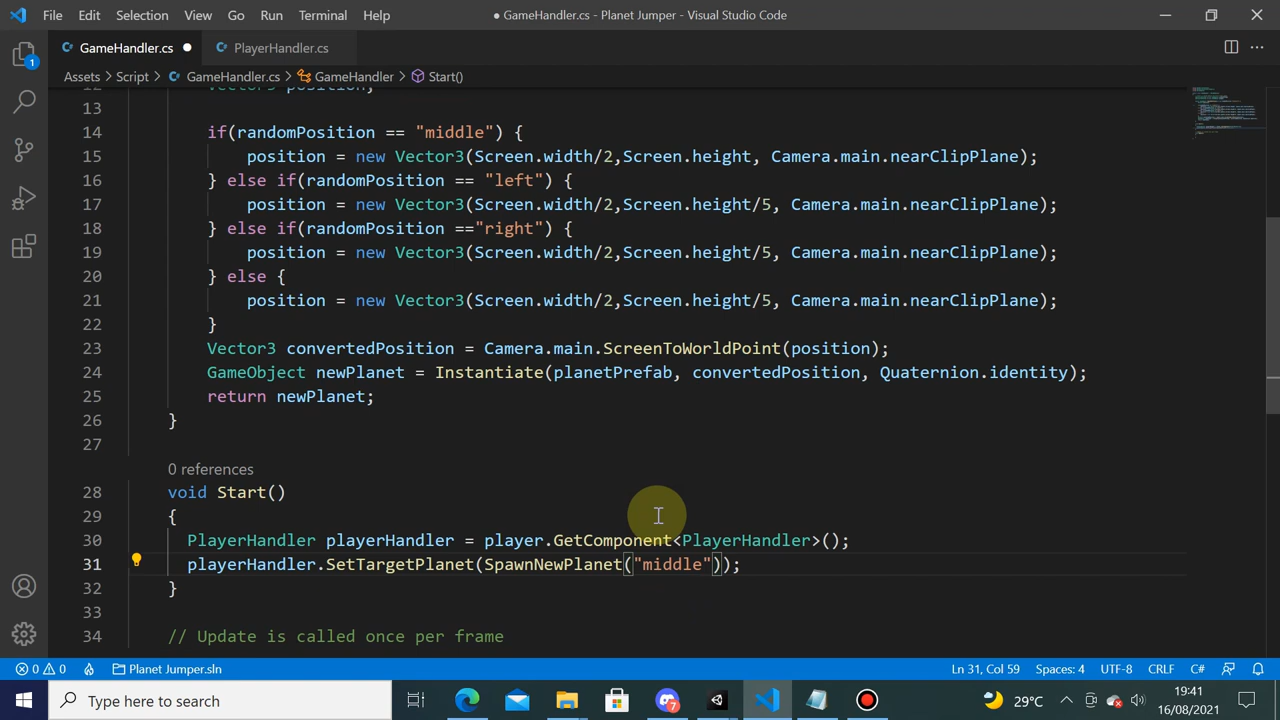 File Edit Selection View Go Run Terminal Help
● GameHandler.cs - Planet Jumper - Visual Studio Code
GameHandler.cs ● PlayerHandler.cs
Assets > Script > GameHandler.cs > GameHandler > Start()
12 Vector3 position;
13
14 if(randomPosition == "middle") {
15 position = new Vector3(Screen.width/2,Screen.height, Camera.main.nearClipPlane);
16 } else if(randomPosition == "left") {
17 position = new Vector3(Screen.width/2,Screen.height/5, Camera.main.nearClipPlane);
18 } else if(randomPosition =="right") {
19 position = new Vector3(Screen.width/2,Screen.height/5, Camera.main.nearClipPlane);
20 } else {
21 position = new Vector3(Screen.width/2,Screen.height/5, Camera.main.nearClipPlane);
22 }
23 Vector3 convertedPosition = Camera.main.ScreenToWorldPoint(position);
24 GameObject newPlanet = Instantiate(planetPrefab, convertedPosition, Quaternion.identity);
25 return newPlanet;
26 }
27
0 references
28 void Start()
29 {
30 PlayerHandler playerHandler = player.GetComponent<PlayerHandler>();
31 playerHandler.SetTargetPlanet(SpawnNewPlanet("middle"));
32 }
33
34 // Update is called once per frame
0 0 Planet Jumper.sln Ln 31, Col 59 Spaces: 4 UTF-8 CRLF C#
Type here to search 29°C 19:41
16/08/2021
1
7